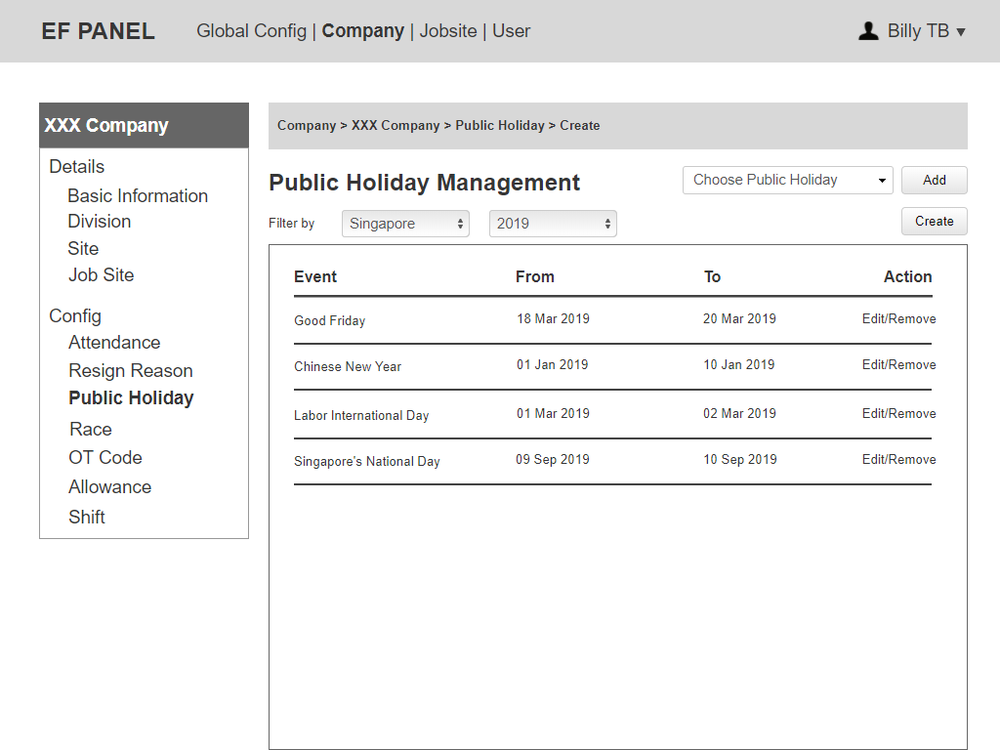 EF PANEL
Global Config | Company | Jobsite | User
Billy TB ▼
XXX Company
Details
Basic Information
Division
Site
Job Site
Config
Attendance
Resign Reason
Public Holiday
Race
OT Code
Allowance
Shift
Company > XXX Company > Public Holiday > Create
Public Holiday Management
Choose Public Holiday
Add
Filter by
Singapore
2019
Create
Event From To Action
Good Friday 18 Mar 2019 20 Mar 2019 Edit/Remove
Chinese New Year 01 Jan 2019 10 Jan 2019 Edit/Remove
Labor International Day 01 Mar 2019 02 Mar 2019 Edit/Remove
Singapore's National Day 09 Sep 2019 10 Sep 2019 Edit/Remove